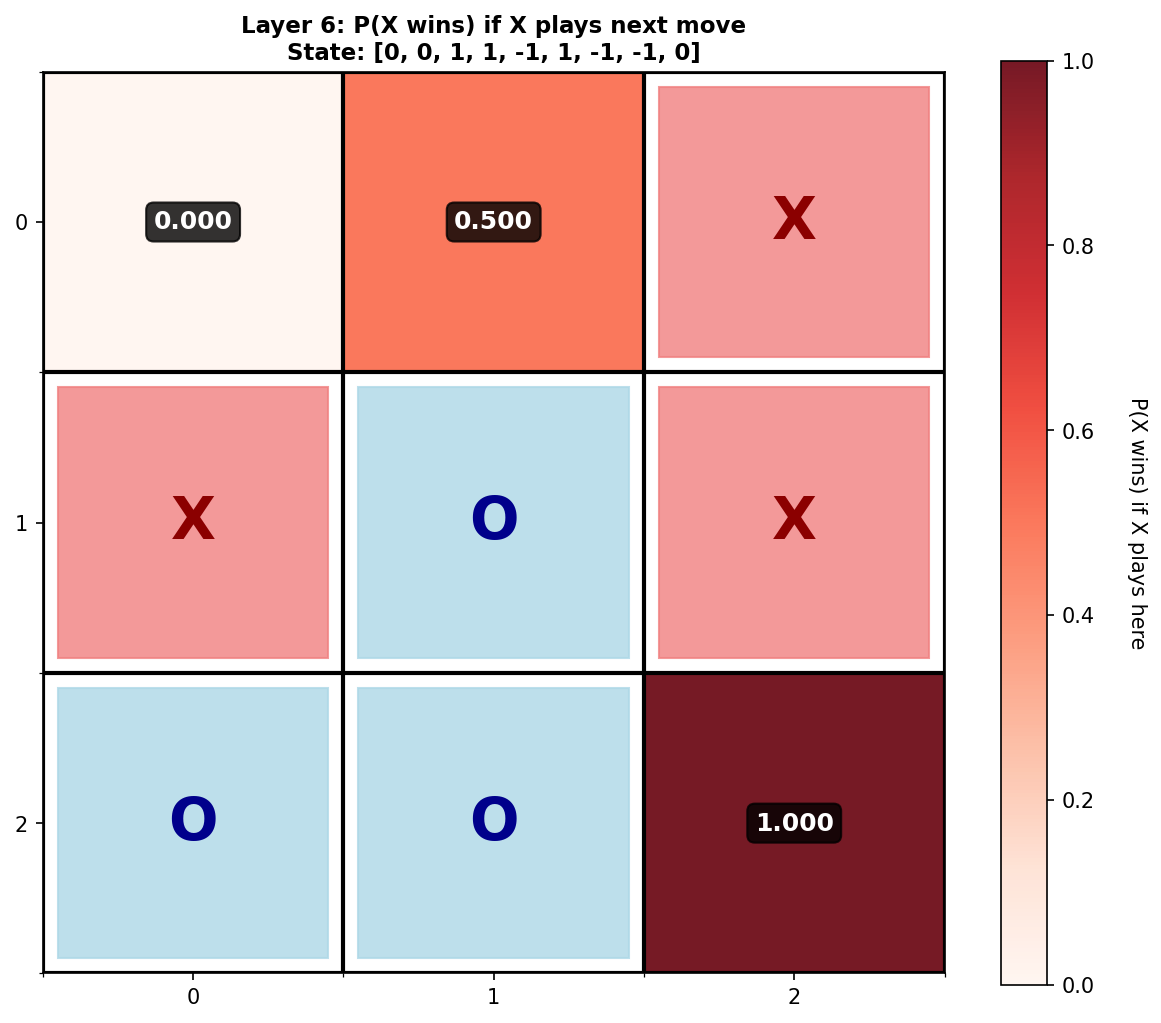 Layer 6: P(X wins) if X plays next move
State: [0, 0, 1, 1, -1, 1, -1, -1, 0]
0
0.000
0.500
X
1
X
O
X
2
O
O
1.000
0
1
2
1.0
0.8
0.6
0.4
0.2
0.0
P(X wins) if X plays here